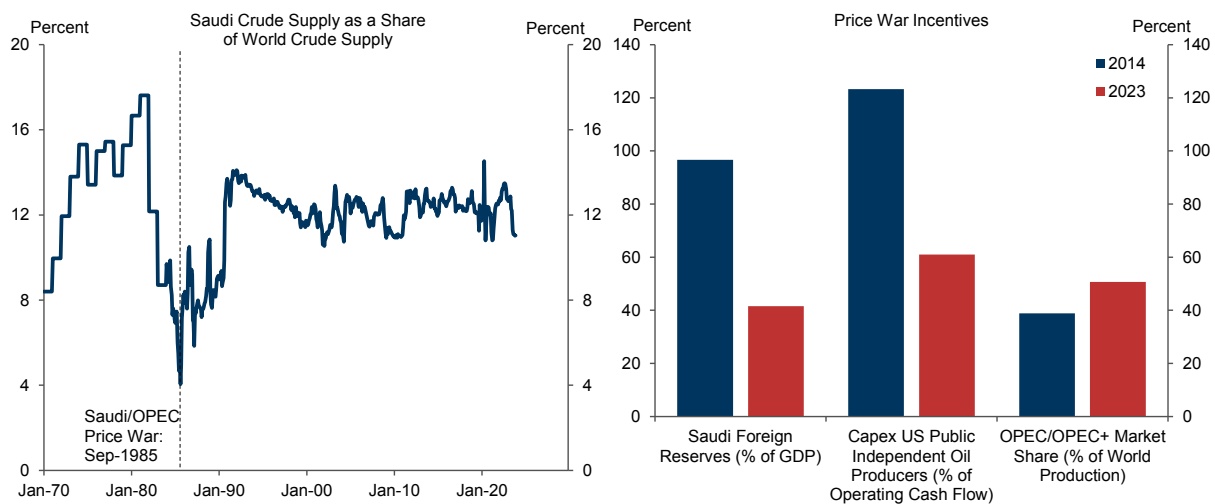 Saudi Crude Supply as a Share
of World Crude Supply
Percent
Percent
20
16
12
8
4
0
20
16
12
8
4
0
Saudi/OPEC
Price War:
Sep-1985
Jan-70
Jan-80
Jan-90
Jan-00
Jan-10
Jan-20
Price War Incentives
Percent
Percent
140
120
100
80
60
40
20
0
140
120
100
80
60
40
20
0
2014
2023
Saudi Foreign
Reserves (% of GDP)
Capex US Public
Independent Oil
Producers (% of
Operating Cash Flow)
OPEC/OPEC+ Market
Share (% of World
Production)